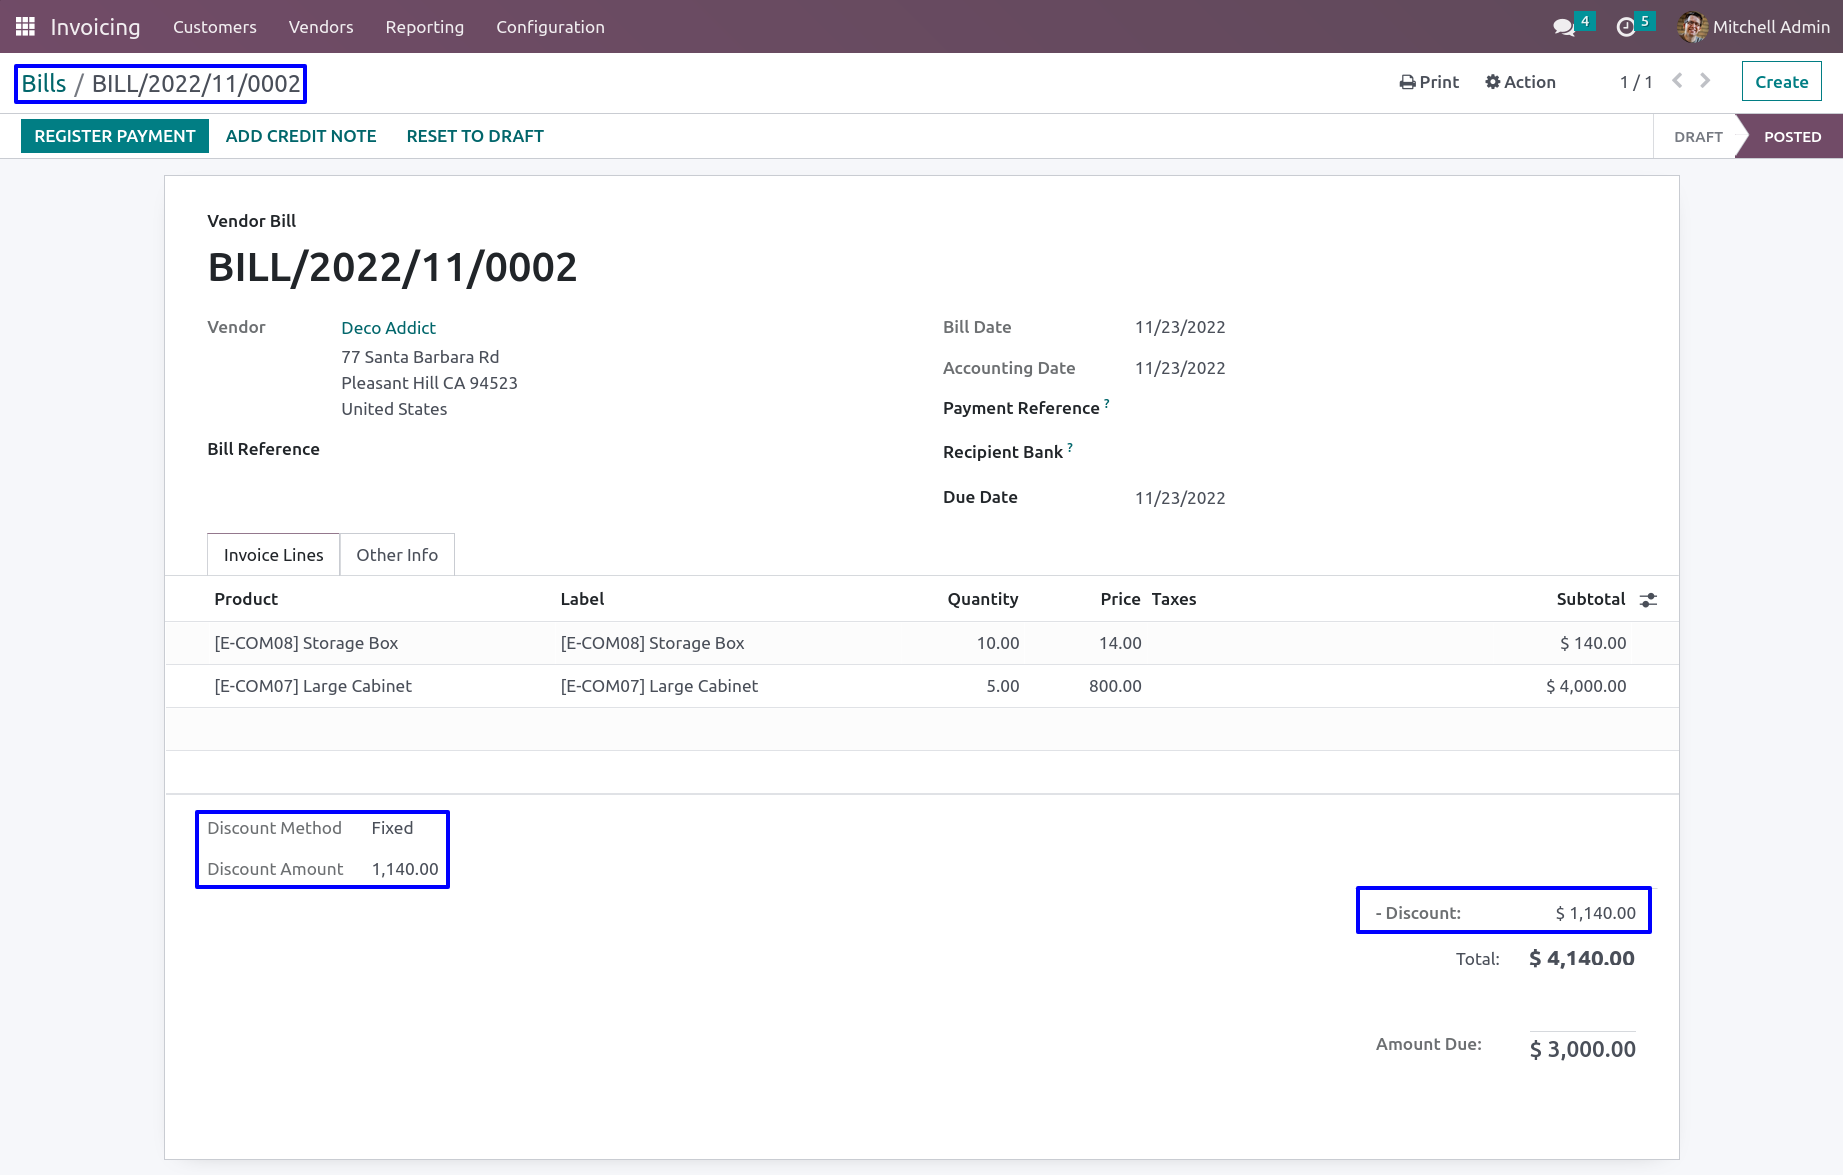 Invoicing Customers Vendors Reporting Configuration 4 5 Mitchell Admin
Bills / BILL/2022/11/0002 Print Action 1 / 1 Create
REGISTER PAYMENT ADD CREDIT NOTE RESET TO DRAFT DRAFT POSTED
Vendor Bill
BILL/2022/11/0002
Vendor Deco Addict Bill Date 11/23/2022
77 Santa Barbara Rd
Pleasant Hill CA 94523 Accounting Date 11/23/2022
United States Payment Reference ?
Bill Reference Recipient Bank ?
Due Date 11/23/2022
Invoice Lines Other Info
Product Label Quantity Price Taxes Subtotal
[E-COM08] Storage Box [E-COM08] Storage Box 10.00 14.00 $ 140.00
[E-COM07] Large Cabinet [E-COM07] Large Cabinet 5.00 800.00 $ 4,000.00
Discount Method Fixed
Discount Amount 1,140.00
- Discount: $ 1,140.00
Total: $ 4,140.00
Amount Due: $ 3,000.00